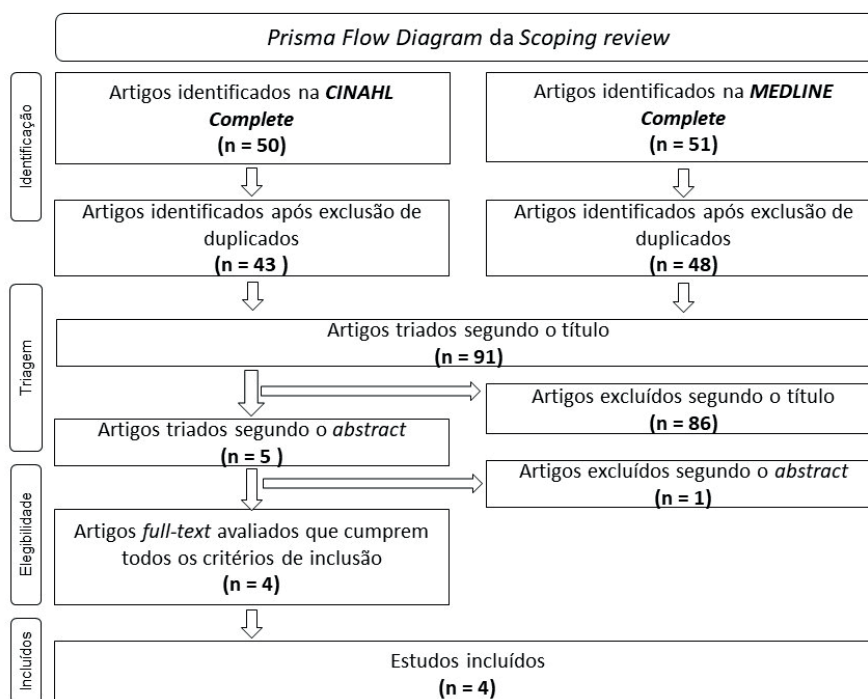 Prisma Flow Diagram da Scoping review
Identificação
Artigos identificados na CINAHL
Complete
(n = 50)
Artigos identificados na MEDLINE
Complete
(n = 51)
Artigos identificados após exclusão de
duplicados
(n = 43 )
Artigos identificados após exclusão de
duplicados
(n = 48)
Triagem
Artigos triados segundo o título
(n = 91)
Artigos excluídos segundo o título
(n = 86)
Artigos triados segundo o abstract
(n = 5 )
Elegibilidade
Artigos excluídos segundo o abstract
(n = 1)
Artigos full-text avaliados que cumprem
todos os critérios de inclusão
(n = 4)
Incluídos
Estudos incluídos
(n = 4)